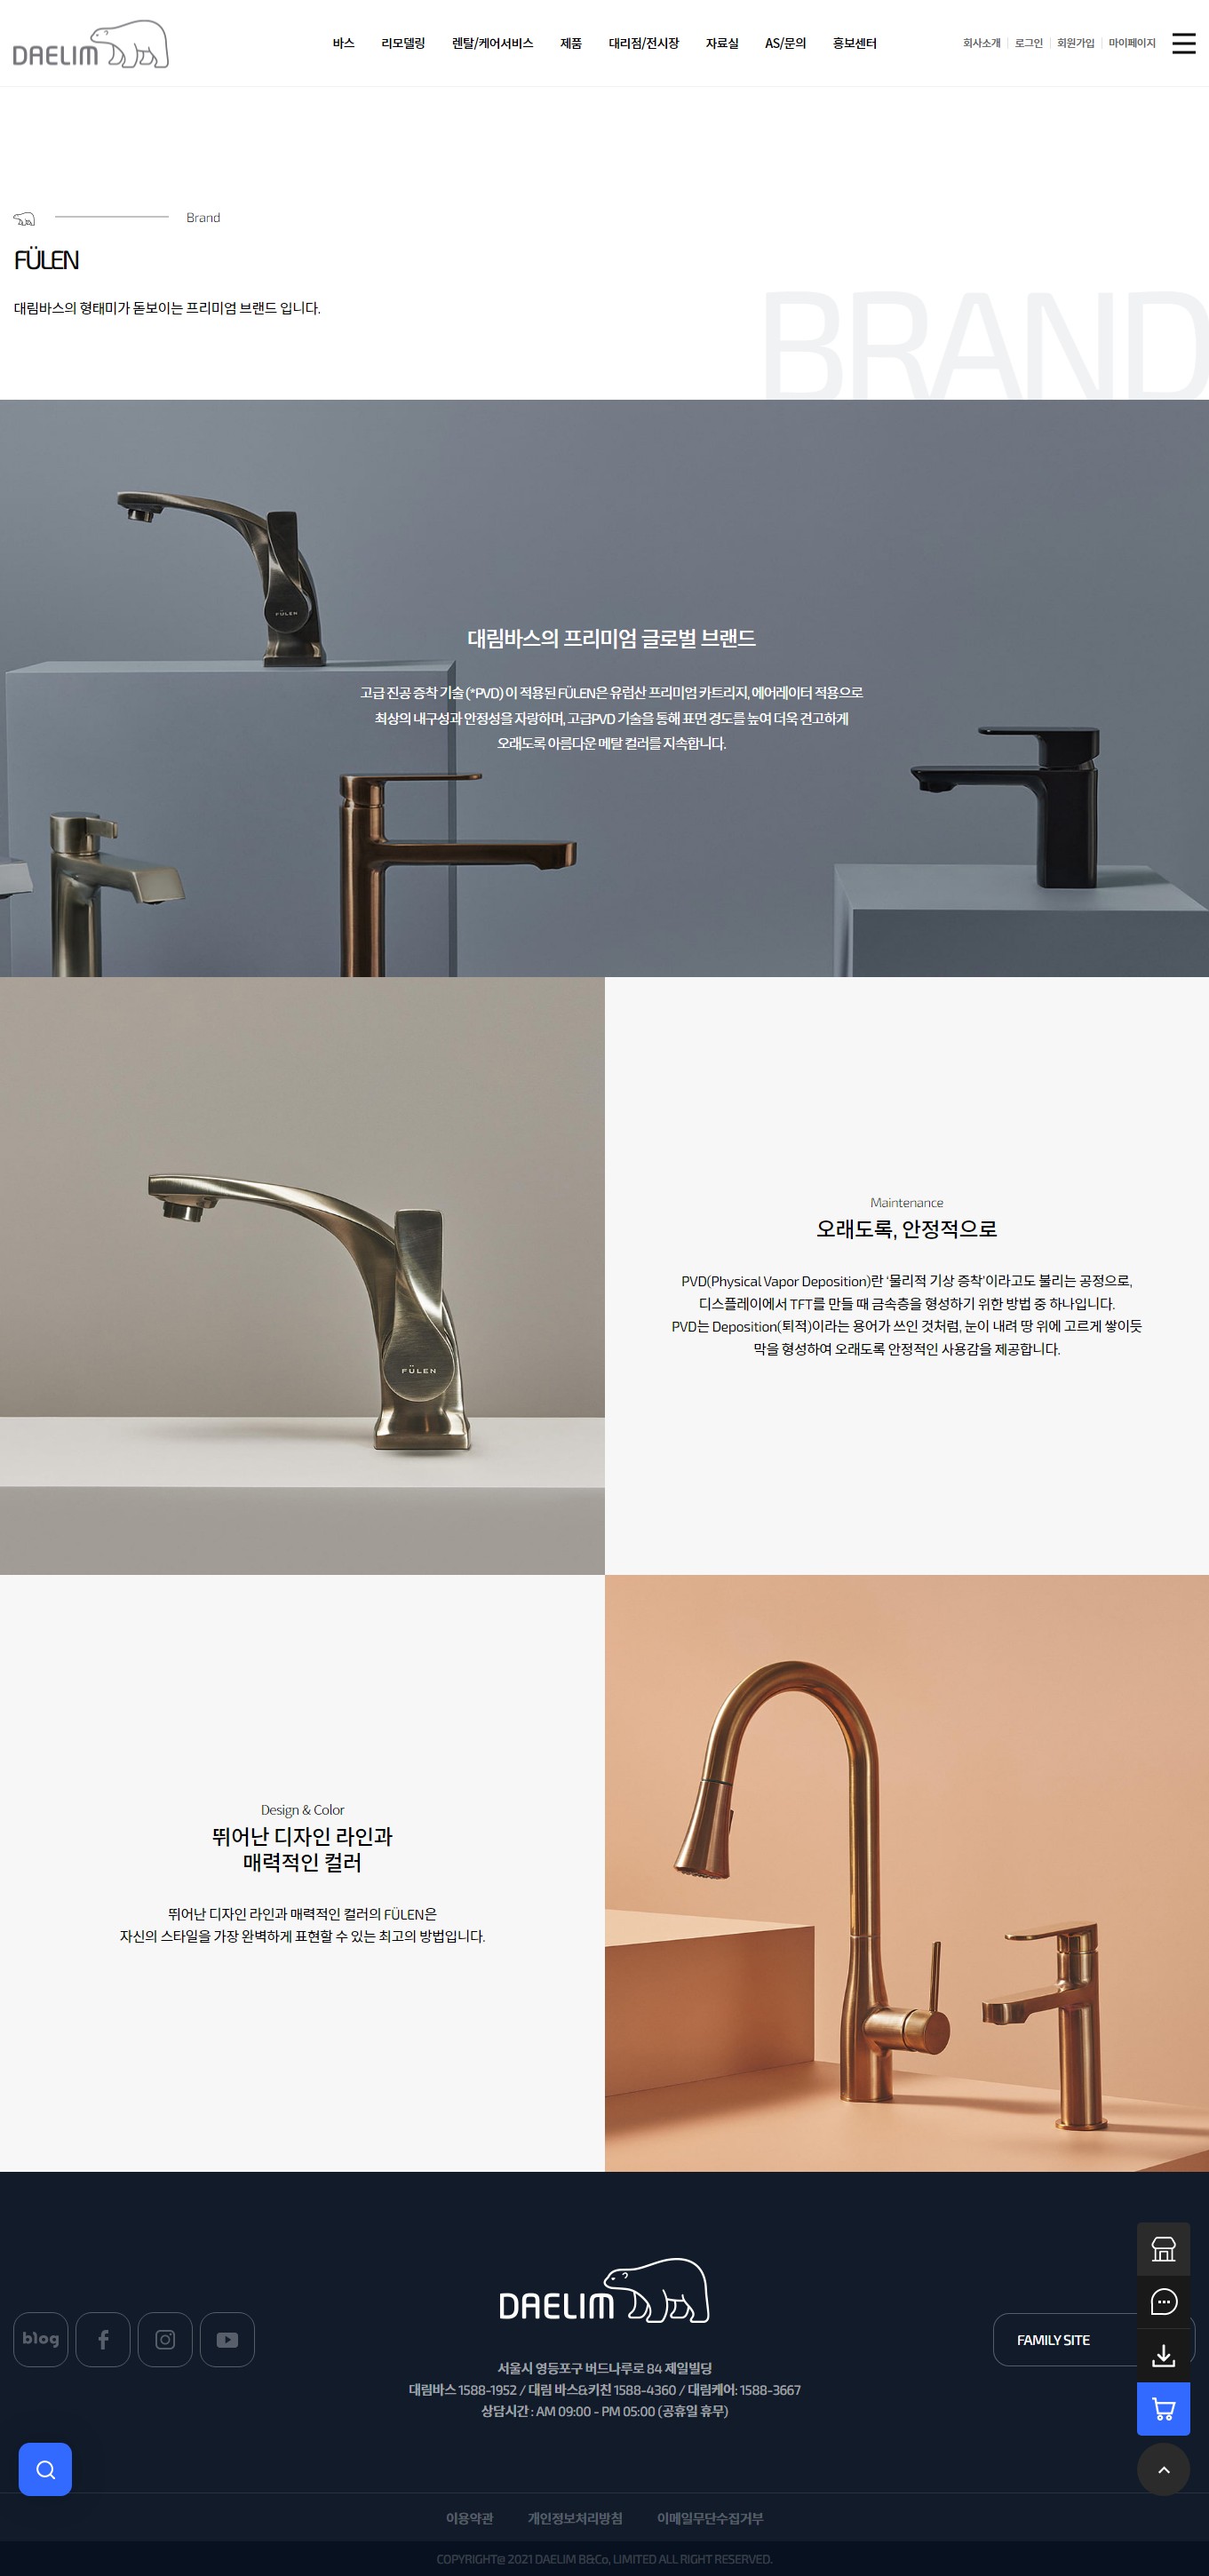 DAELIM
바스 리모델링 렌탈/케어서비스 제품 대리점/전시장 자료실 AS/문의 홍보센터
회사소개 로그인 회원가입 마이페이지
Brand
FÜLEN
대림바스의 형태미가 돋보이는 프리미엄 브랜드 입니다.
BRAND
FÜLEN
대림바스의 프리미엄 글로벌 브랜드
고급 진공 증착 기술 (*PVD) 이 적용된 FÜLEN은 유럽산 프리미엄 카트리지, 에어레이터 적용으로
최상의 내구성과 안정성을 자랑하며, 고급PVD 기술을 통해 표면 경도를 높여 더욱 견고하게
오래도록 아름다운 메탈 컬러를 지속합니다.
FÜLEN
Maintenance
오래도록, 안정적으로
PVD(Physical Vapor Deposition)란 ‘물리적 기상 증착’이라고도 불리는 공정으로,
디스플레이에서 TFT를 만들 때 금속층을 형성하기 위한 방법 중 하나입니다.
PVD는 Deposition(퇴적)이라는 용어가 쓰인 것처럼, 눈이 내려 땅 위에 고르게 쌓이듯
막을 형성하여 오래도록 안정적인 사용감을 제공합니다.
Design & Color
뛰어난 디자인 라인과
매력적인 컬러
뛰어난 디자인 라인과 매력적인 컬러의 FÜLEN은
자신의 스타일을 가장 완벽하게 표현할 수 있는 최고의 방법입니다.
DAELIM
blog
FAMILY SITE
서울시 영등포구 버드나루로 84 제일빌딩
대림바스 1588-1952 / 대림 바스&키친 1588-4360 / 대림케어: 1588-3667
상담시간 : AM 09:00 - PM 05:00 (공휴일 휴무)
이용약관 개인정보처리방침 이메일무단수집거부
COPYRIGHT@ 2021 DAELIM B&Co, LIMITED ALL RIGHT RESERVED.